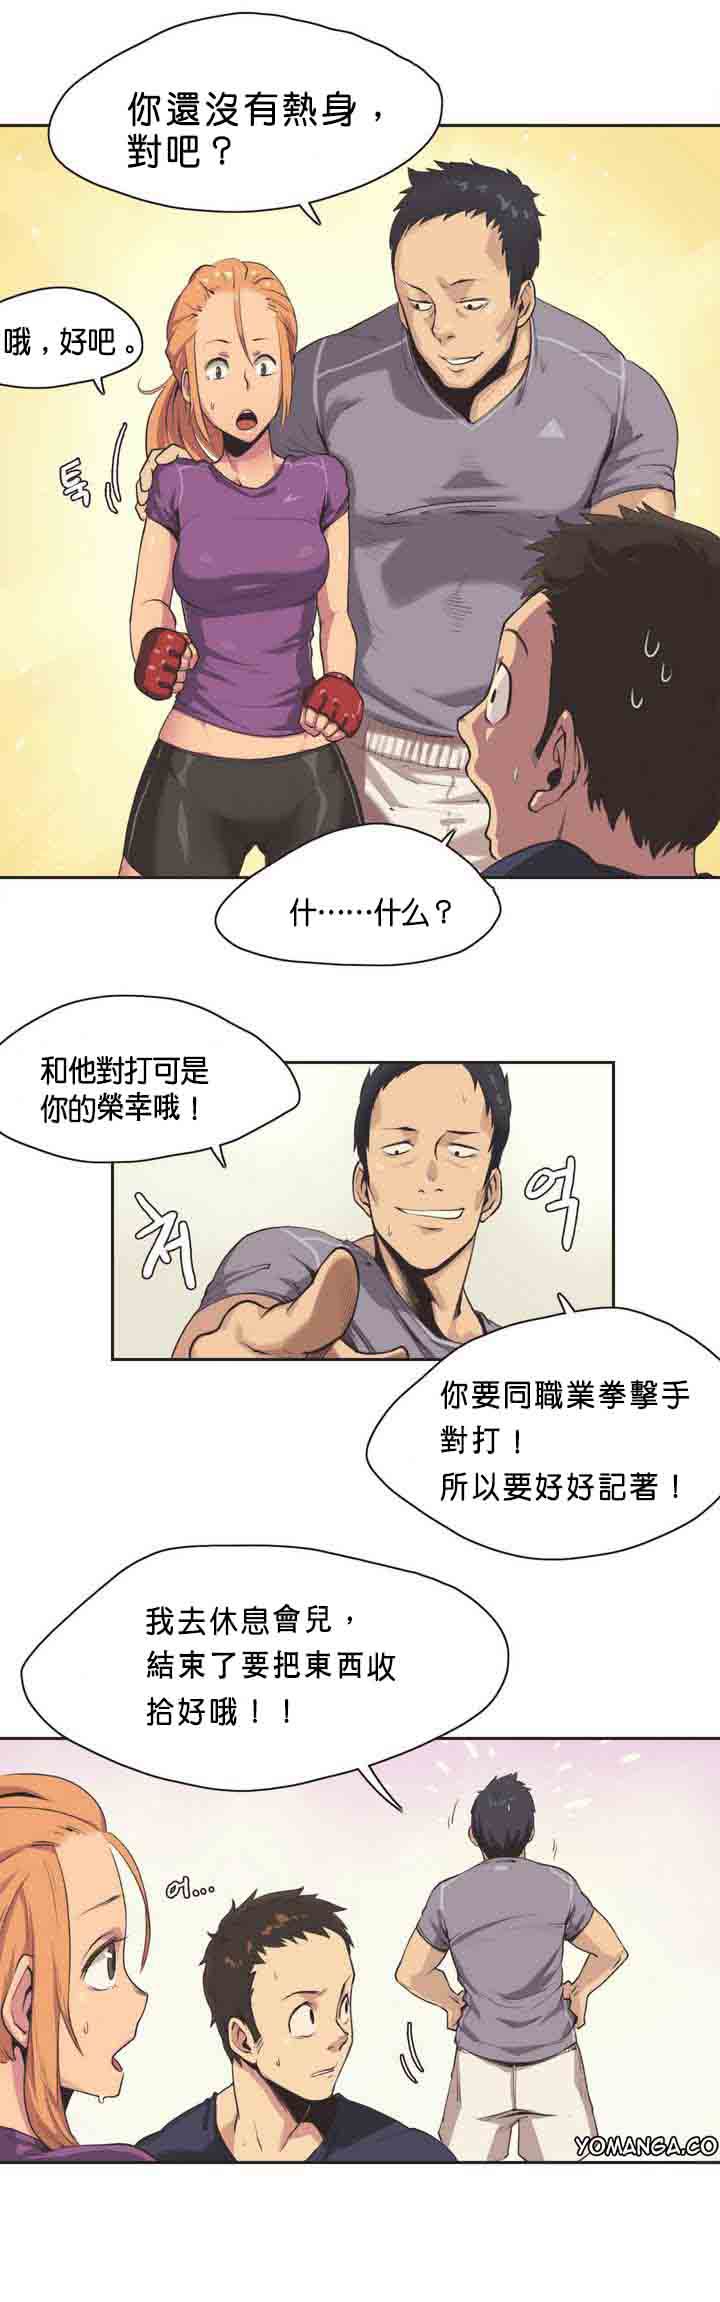 你還沒有熱身，
對吧？
哦，好吧。
툭
什……什么？
和他對打可是
你的榮幸哦！
처
억
你要同職業拳擊手
對打！
所以要好好記著！
我去休息會兒，
結束了要把東西收
拾好哦！！
어...
YOMANGA.CO